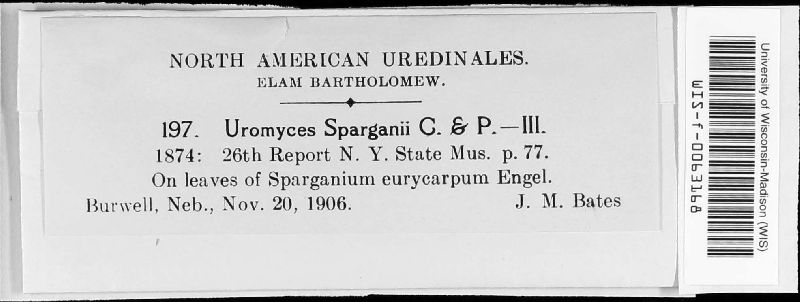 NORTH AMERICAN UREDINALES.
ELAM BARTHOLOMEW.
197. Uromyces Sparganii C. & P.—III.
1874: 26th Report N. Y. State Mus. p. 77.
On leaves of Sparganium eurycarpum Engel.
Burwell, Neb., Nov. 20, 1906. J. M. Bates
University of Wisconsin-Madison (WIS)
WIS-f-0063168